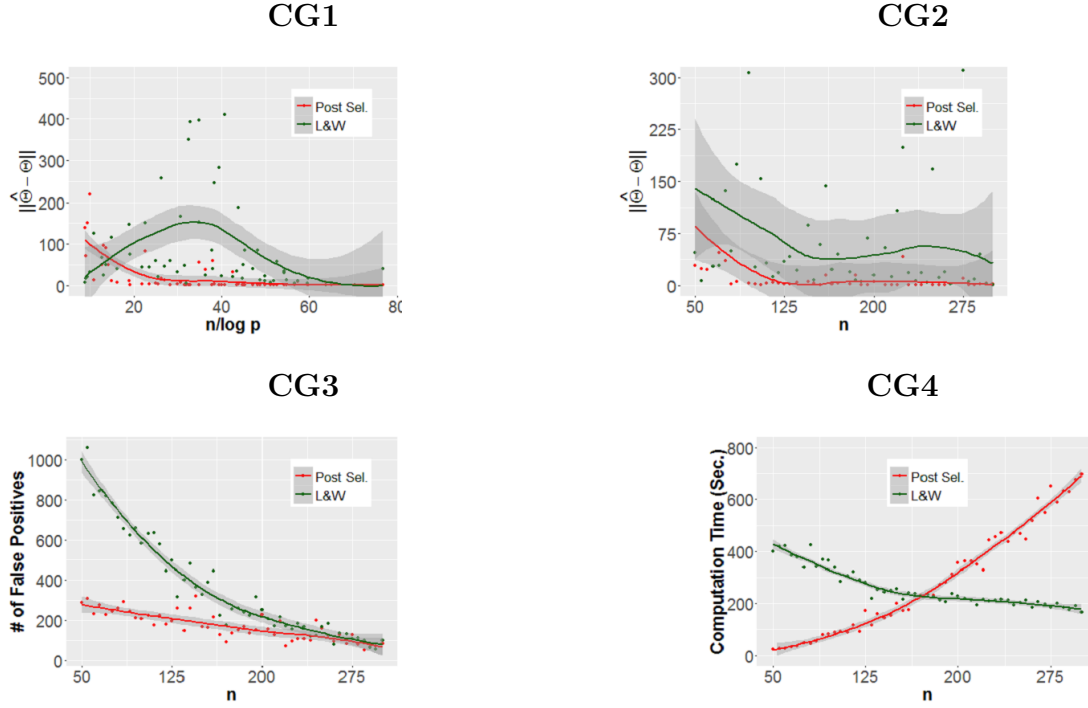 CG1
500
400
300
200
100
0
||Θ̂ − Θ||
20
40
60
80
n/log p
Post Sel.
L&W
CG2
300
225
150
75
0
||Θ̂ − Θ||
50
125
200
275
n
Post Sel.
L&W
CG3
1000
800
600
400
200
0
# of False Positives
50
125
200
275
n
Post Sel.
L&W
CG4
800
600
400
200
0
Computation Time (Sec.)
50
125
200
275
n
Post Sel.
L&W